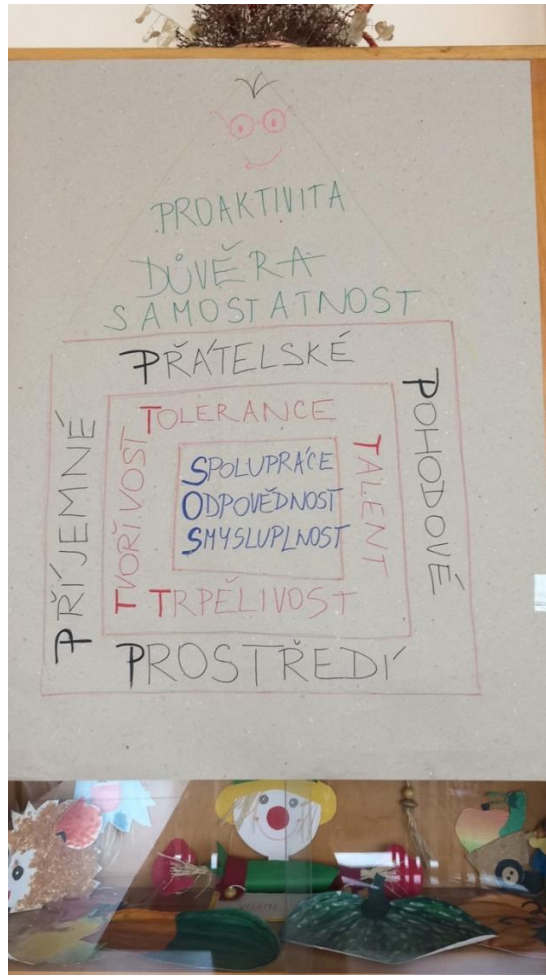 PROAKTIVITA
DŮVĚRA
SAMOSTATNOST
PŘÁTELSKÉ
PŘÍJEMNÉ
POHODOVÉ
TOLERANCE
TVOŘIVOST
TALENT
SPOLUPRÁCE
ODPOVĚDNOST
SMYSLUPLNOST
TRPĚLIVOST
PROSTŘEDÍ